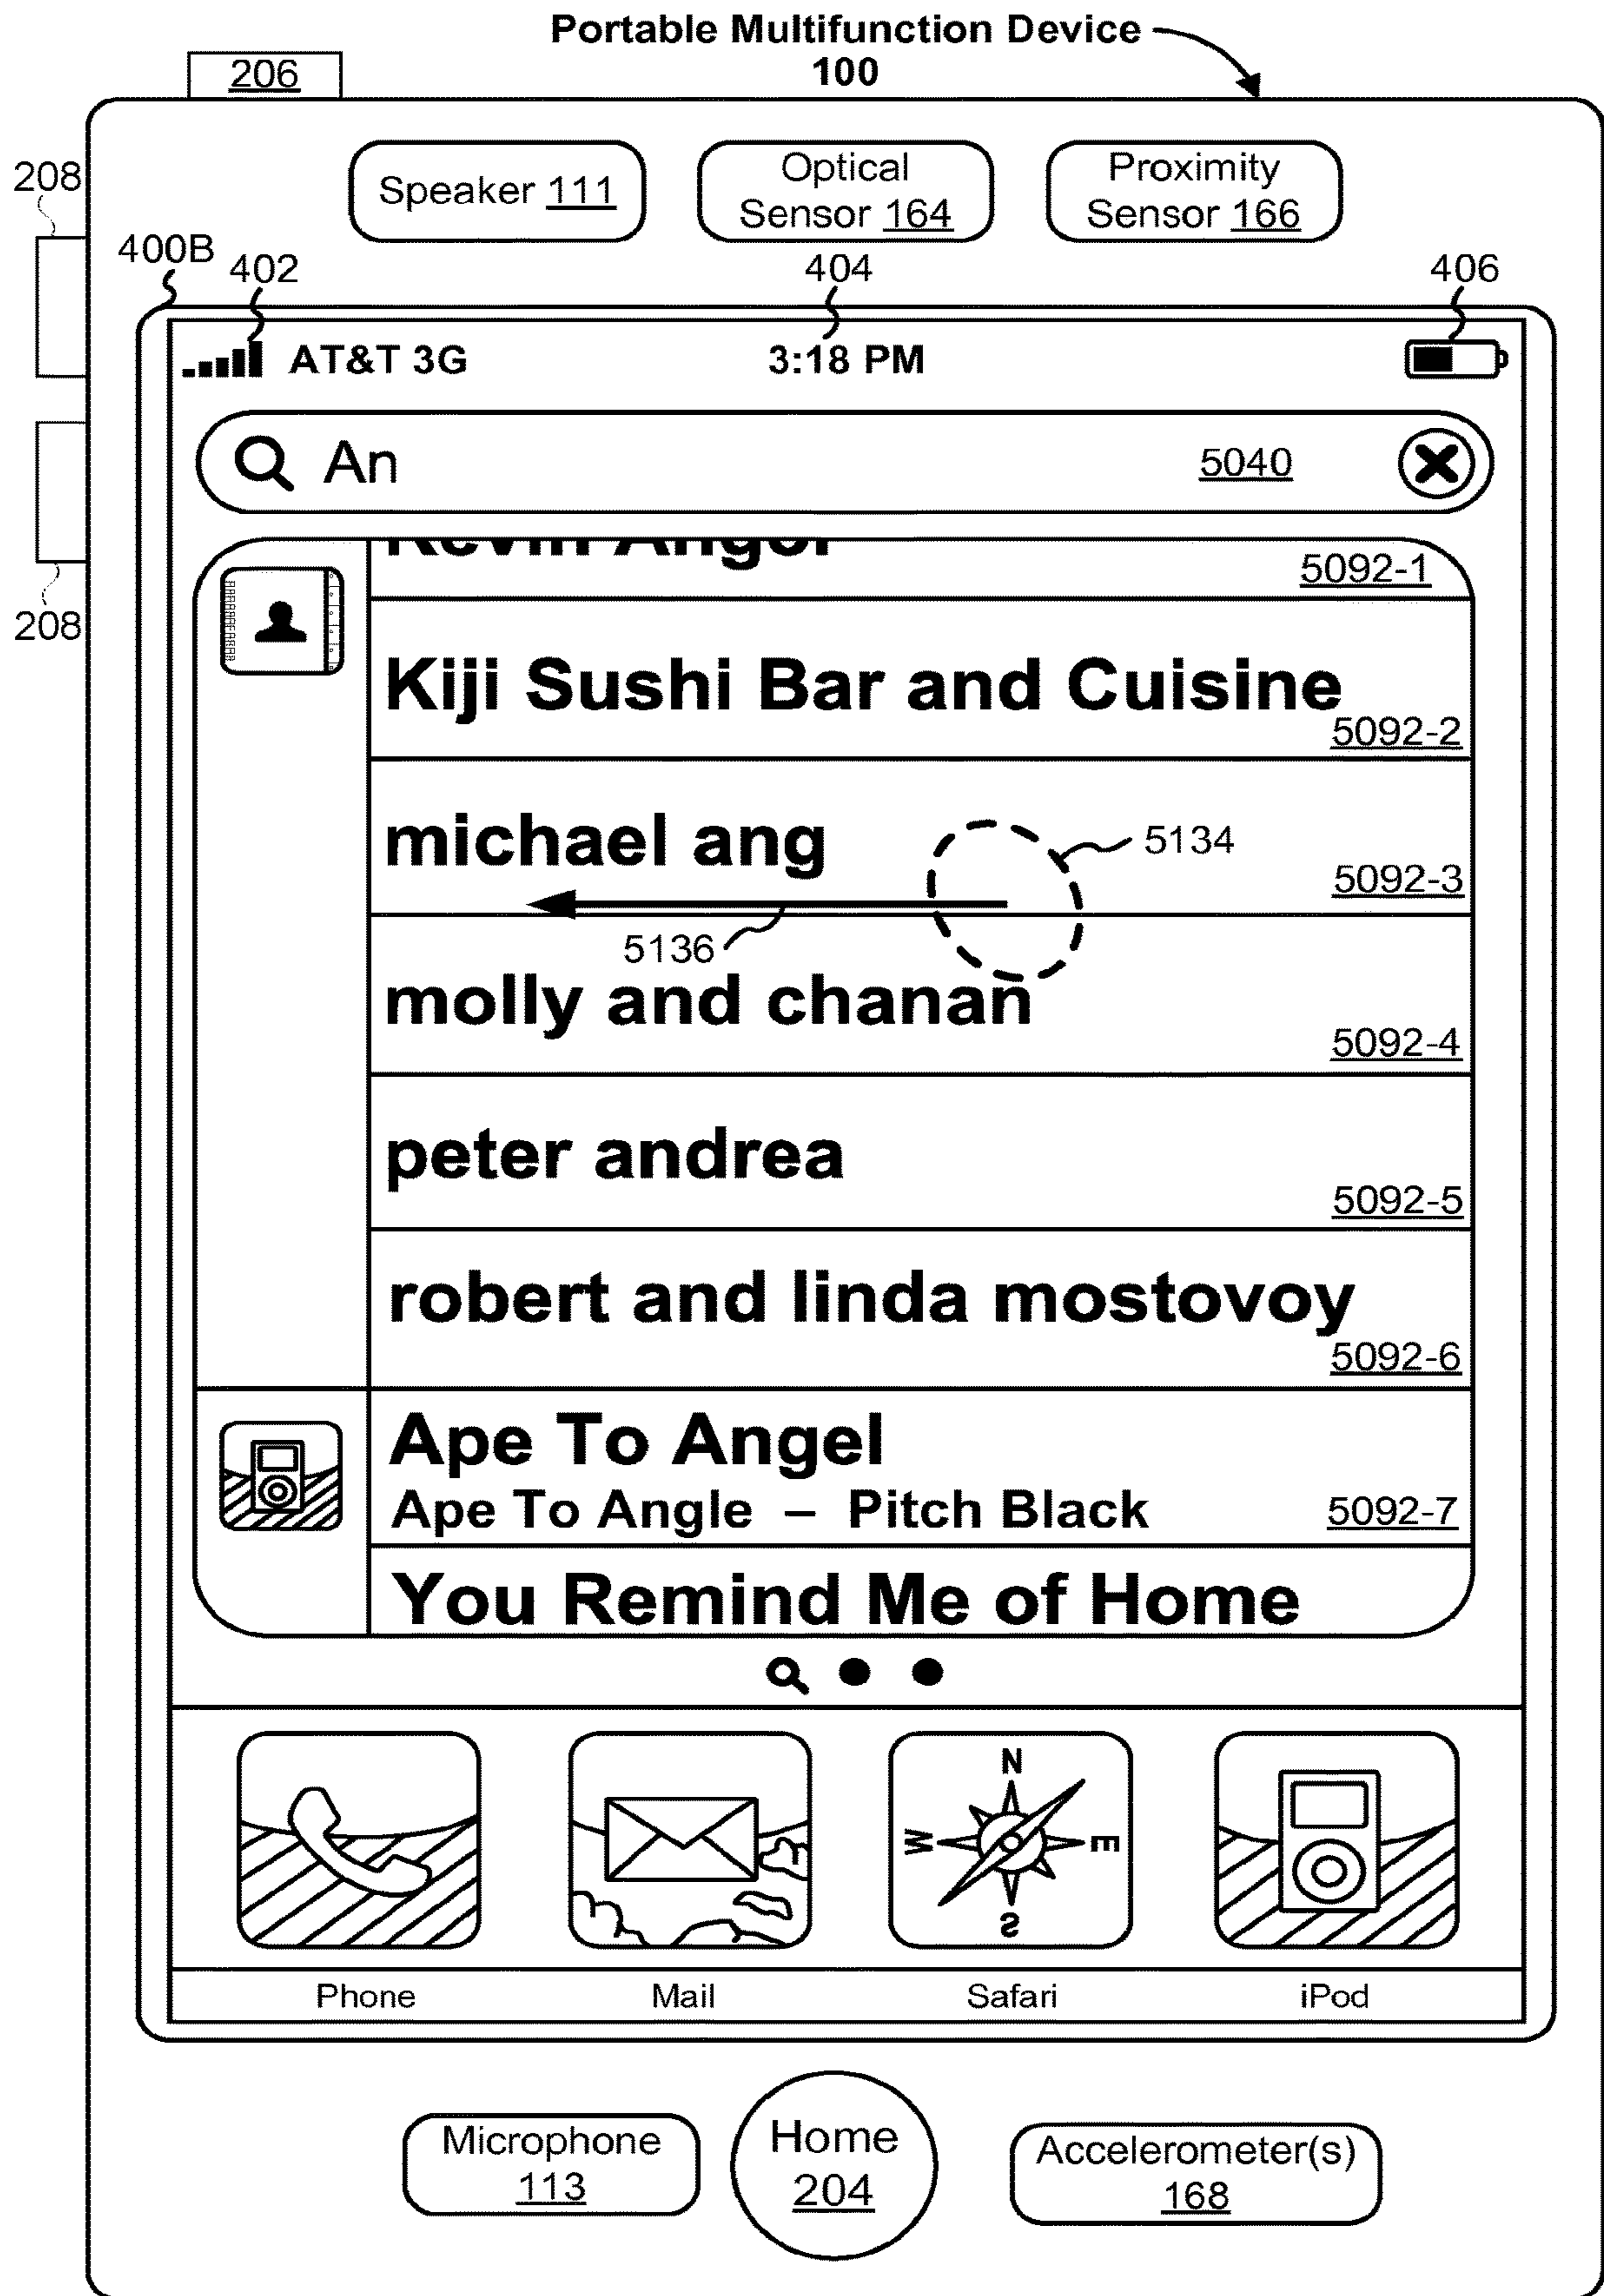 Portable Multifunction Device
100
206
208
Speaker 111
Optical
Sensor 164
Proximity
Sensor 166
400B
402
404
406
AT&T 3G
3:18 PM
An
5040
Kevin Angol
5092-1
208
Kiji Sushi Bar and Cuisine
5092-2
michael ang
5134
5092-3
5136
molly and chanan
5092-4
peter andrea
5092-5
robert and linda mostovoy
5092-6
Ape To Angel
Ape To Angle – Pitch Black
5092-7
You Remind Me of Home
N
W
E
S
Phone
Mail
Safari
iPod
Microphone
113
Home
204
Accelerometer(s)
168